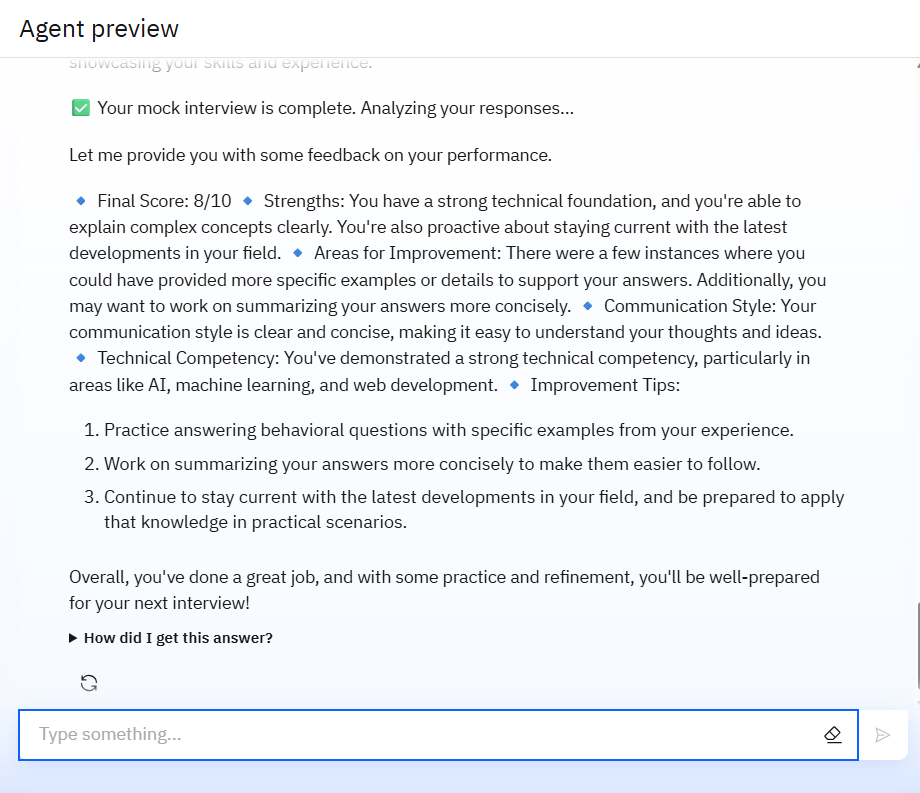 Agent preview
showcasing your skills and experience.
✅ Your mock interview is complete. Analyzing your responses...
Let me provide you with some feedback on your performance.
🔹 Final Score: 8/10 🔹 Strengths: You have a strong technical foundation, and you're able to
explain complex concepts clearly. You're also proactive about staying current with the latest
developments in your field. 🔹 Areas for Improvement: There were a few instances where you
could have provided more specific examples or details to support your answers. Additionally, you
may want to work on summarizing your answers more concisely. 🔹 Communication Style: Your
communication style is clear and concise, making it easy to understand your thoughts and ideas.
🔹 Technical Competency: You've demonstrated a strong technical competency, particularly in
areas like AI, machine learning, and web development. 🔹 Improvement Tips:
1. Practice answering behavioral questions with specific examples from your experience.
2. Work on summarizing your answers more concisely to make them easier to follow.
3. Continue to stay current with the latest developments in your field, and be prepared to apply
that knowledge in practical scenarios.
Overall, you've done a great job, and with some practice and refinement, you'll be well-prepared
for your next interview!
▶ How did I get this answer?
Type something...